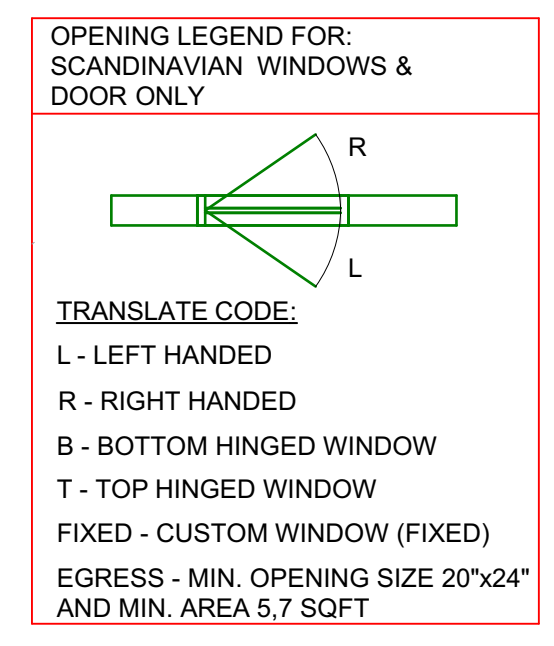 OPENING LEGEND FOR:
SCANDINAVIAN WINDOWS &
DOOR ONLY
R
L
TRANSLATE CODE:
L - LEFT HANDED
R - RIGHT HANDED
B - BOTTOM HINGED WINDOW
T - TOP HINGED WINDOW
FIXED - CUSTOM WINDOW (FIXED)
EGRESS - MIN. OPENING SIZE 20"x24"
AND MIN. AREA 5,7 SQFT